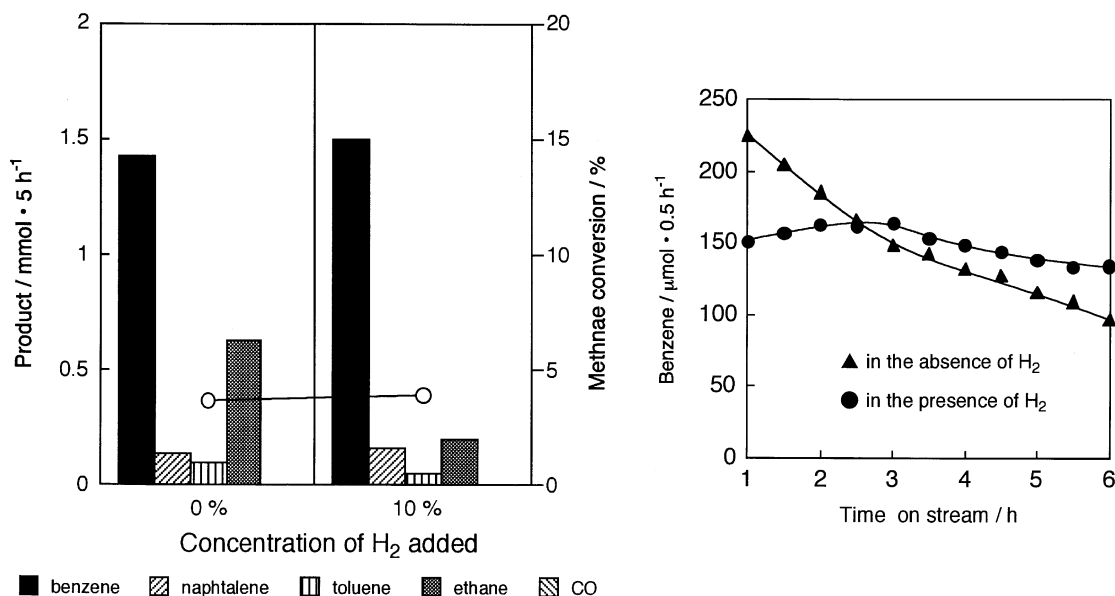 2
1.5
1
0.5
0
Product / mmol • 5 h⁻¹
20
15
10
5
0
Methnae conversion / %
0 %
10 %
Concentration of H₂ added
benzene naphtalene toluene ethane CO
250
200
150
100
50
0
Benzene / μmol • 0.5 h⁻¹
in the absence of H₂
in the presence of H₂
1 2 3 4 5 6
Time on stream / h